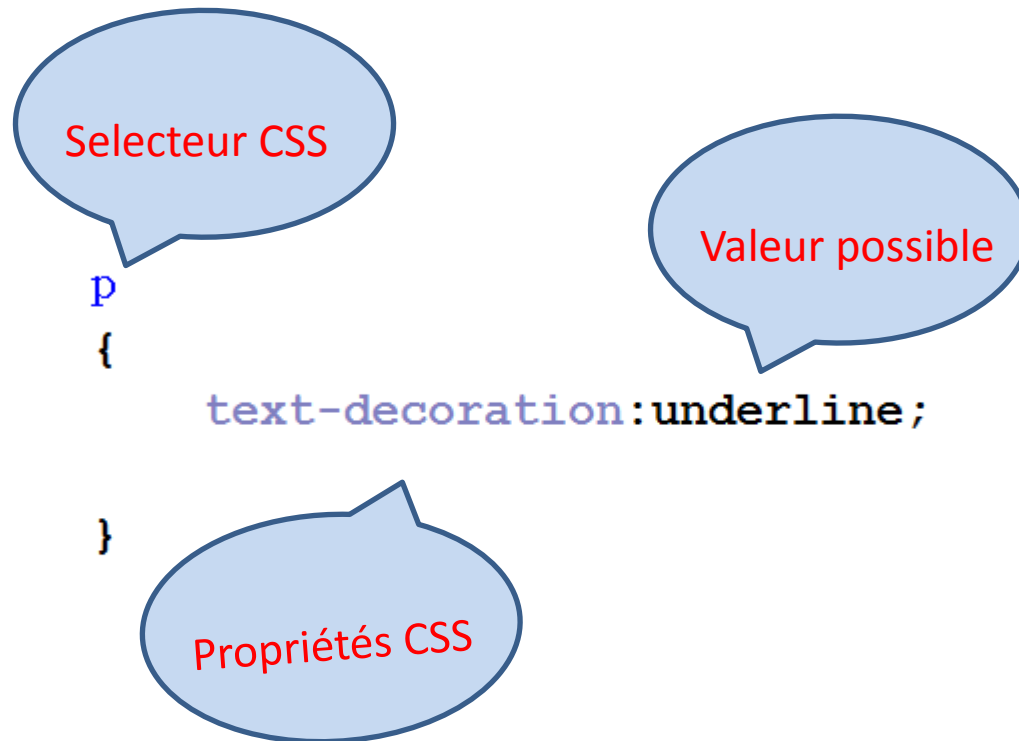 Selecteur CSS
Valeur possible
p
{
text-decoration:underline;
}
Propriétés CSS